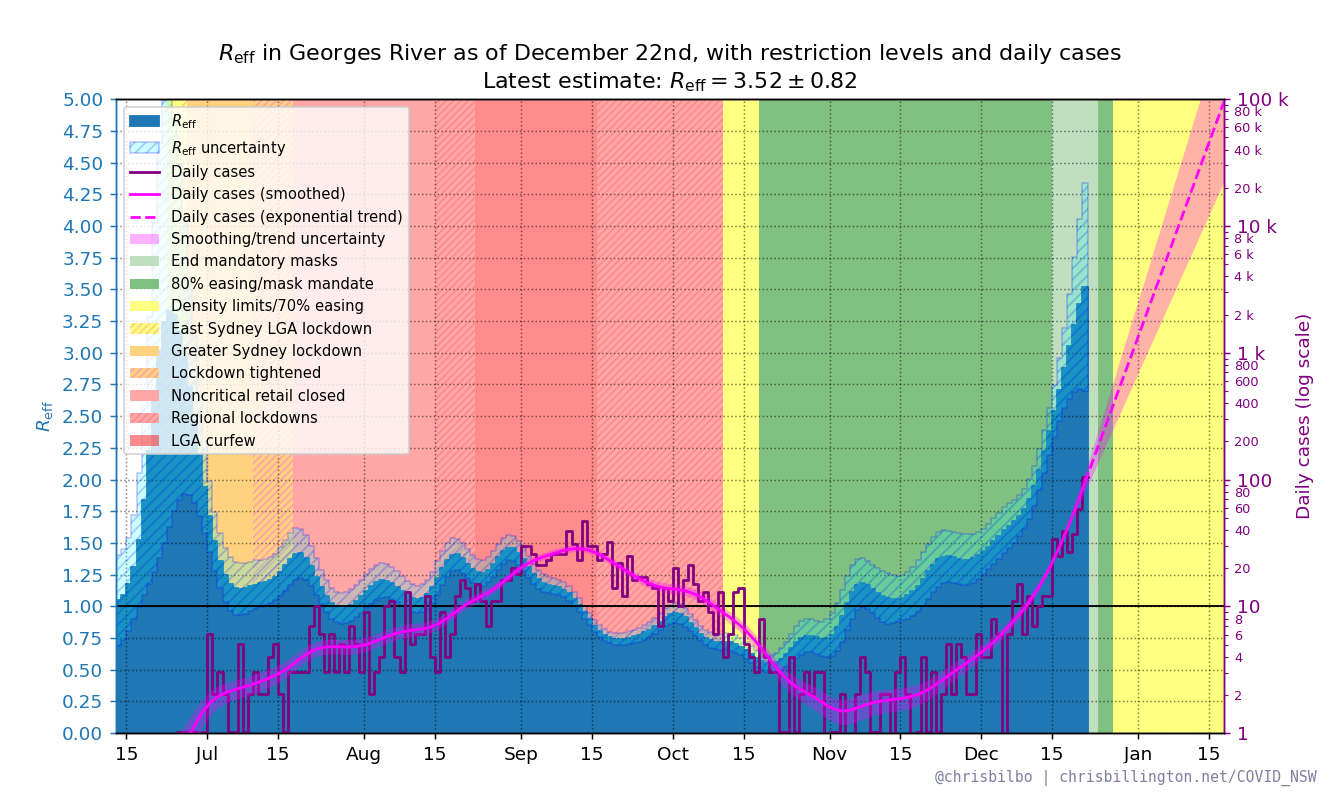 R_eff in Georges River as of December 22nd, with restriction levels and daily cases
Latest estimate: R_eff = 3.52 ± 0.82
R_eff
R_eff uncertainty
Daily cases
Daily cases (smoothed)
Daily cases (exponential trend)
Smoothing/trend uncertainty
End mandatory masks
80% easing/mask mandate
Density limits/70% easing
East Sydney LGA lockdown
Greater Sydney lockdown
Lockdown tightened
Noncritical retail closed
Regional lockdowns
LGA curfew
R_eff
5.00
4.75
4.50
4.25
4.00
3.75
3.50
3.25
3.00
2.75
2.50
2.25
2.00
1.75
1.50
1.25
1.00
0.75
0.50
0.25
0.00
100 k
80 k
60 k
40 k
20 k
10 k
8 k
6 k
4 k
2 k
1 k
800
600
400
200
100
80
60
40
20
10
8
6
4
2
1
Daily cases (log scale)
15 Jul 15 Aug 15 Sep 15 Oct 15 Nov 15 Dec 15 Jan 15
@chrisbilbo | chrisbillington.net/COVID_NSW